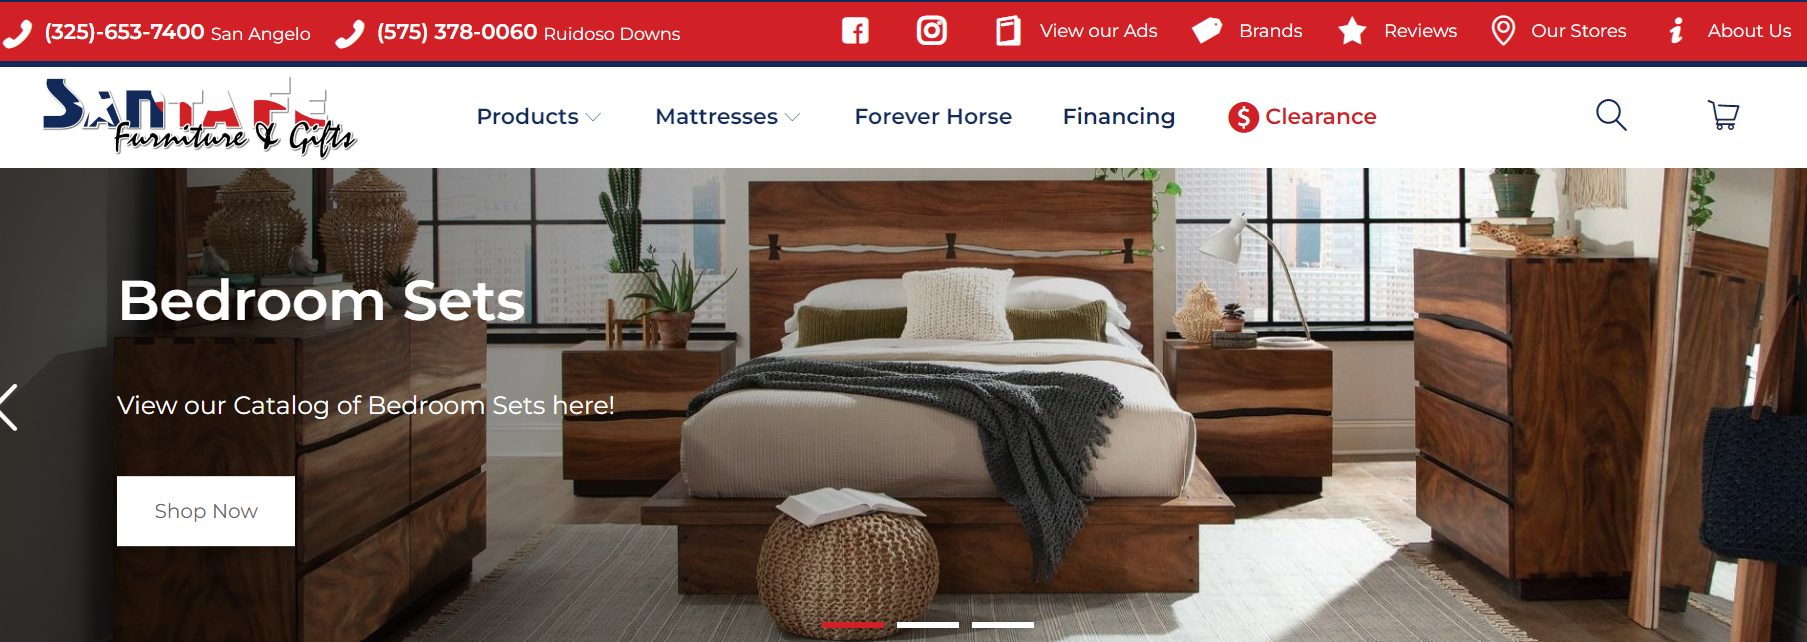 (325)-653-7400 San Angelo (575) 378-0060 Ruidoso Downs View our Ads Brands Reviews Our Stores About Us
SANTA FE
Furniture & Gifts
Products Mattresses Forever Horse Financing $ Clearance
Bedroom Sets
View our Catalog of Bedroom Sets here!
Shop Now